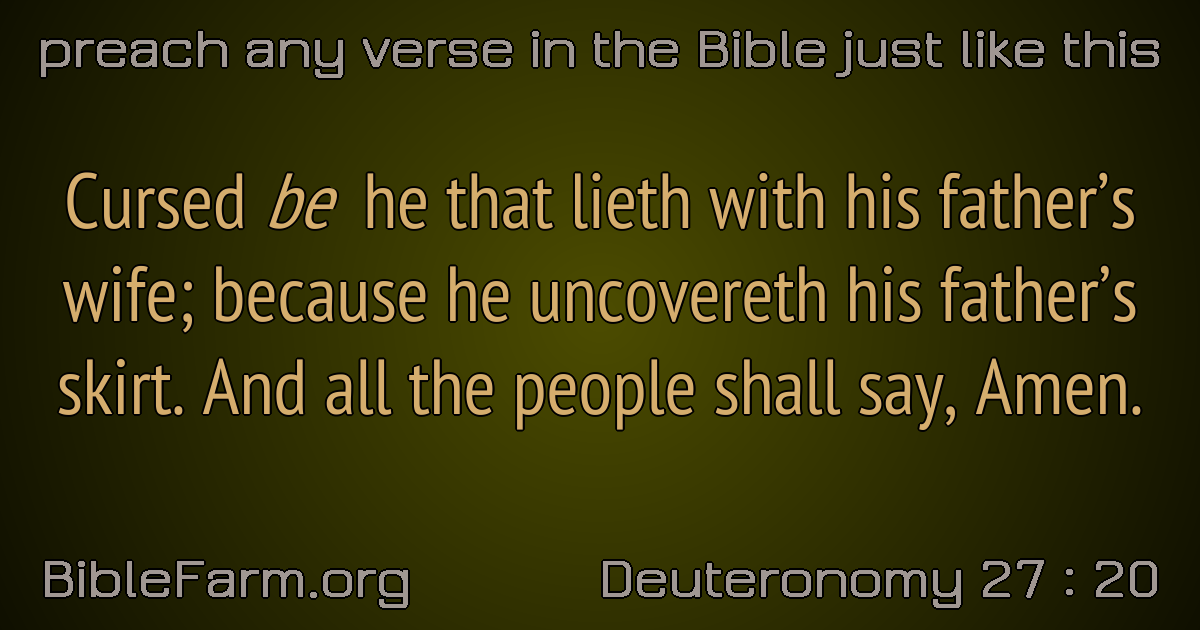 preach any verse in the Bible just like this
Cursed be he that lieth with his father’s
wife; because he uncovereth his father’s
skirt. And all the people shall say, Amen.
BibleFarm.org
Deuteronomy 27 : 20